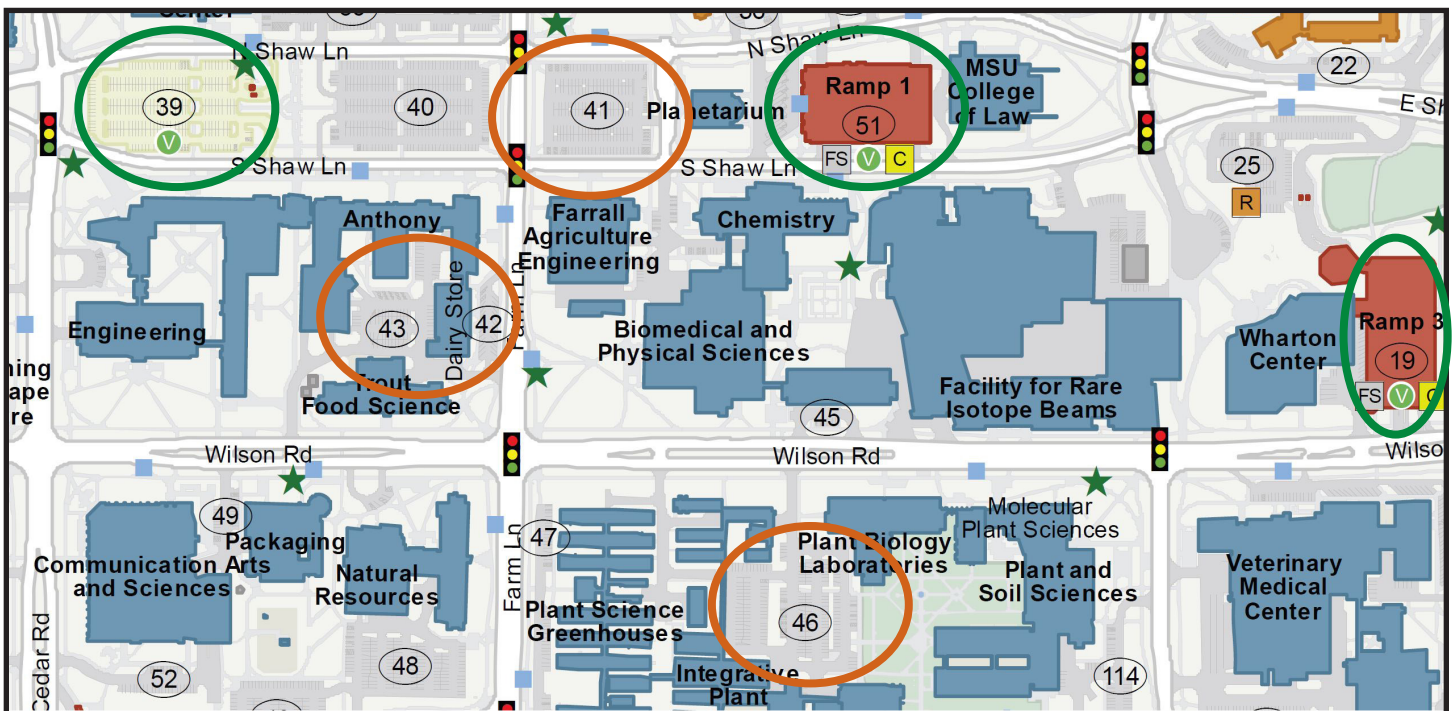 Center
N Shaw Ln
N Shaw Ln
MSU
College
of Law
22
E Sh
39
V
40
41
Planetarium
Ramp 1
51
FS
V
C
S Shaw Ln
S Shaw Ln
25
R
Anthony
Farrall
Agriculture
Engineering
Chemistry
Engineering
43
Dairy Store
42
Farm Ln
Biomedical and
Physical Sciences
Wharton
Center
Ramp 3
19
FS
V
C
ning
ape
re
Trout
Food Science
45
Facility for Rare
Isotope Beams
Wilson Rd
Wilson Rd
Wilso
49
Packaging
Communication Arts
and Sciences
Natural
Resources
47
Farm Ln
Plant Biology
Laboratories
Molecular
Plant Sciences
Plant and
Soil Sciences
Veterinary
Medical
Center
Plant Science
Greenhouses
46
Cedar Rd
52
48
Integrative
Plant
114